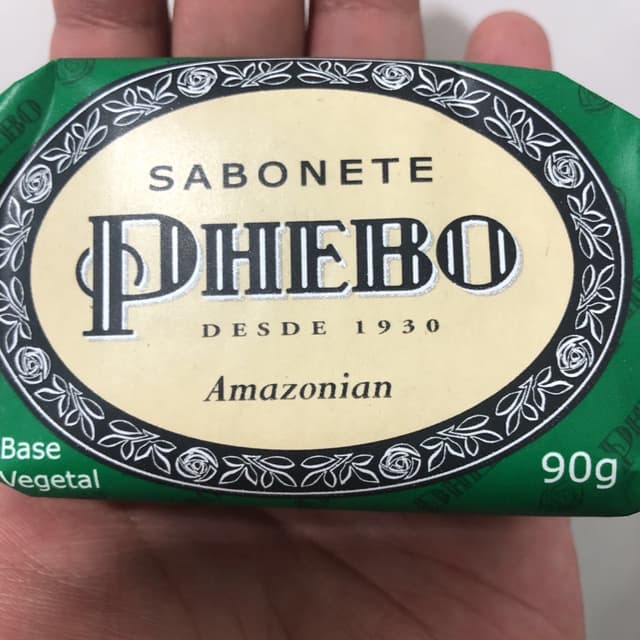 SABONETE
PHEBO
DESDE 1930
Amazonian
Base
Vegetal
90g